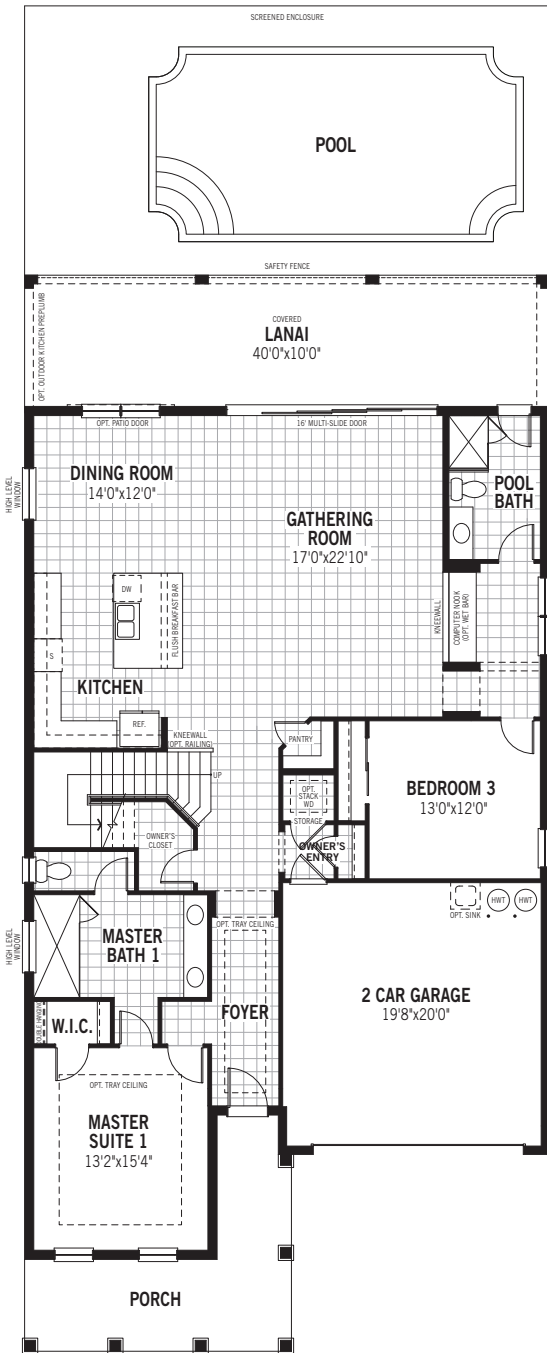 SCREENED ENCLOSURE
POOL
SAFETY FENCE
OPT. OUTDOOR KITCHEN PREPLUMB
COVERED
LANAI
40'0"x10'0"
OPT. PATIO DOOR
16' MULTI-SLIDE DOOR
HIGH LEVEL
WINDOW
DINING ROOM
14'0"x12'0"
GATHERING
ROOM
17'0"x22'10"
POOL
BATH
DW
FLUSH BREAKFAST BAR
KNEEWALL
COMPUTER NOOK
(OPT. WET BAR)
S
KITCHEN
REF.
KNEEWALL
(OPT. RAILING)
PANTRY
UP
OPT.
STACK
WD
STORAGE
BEDROOM 3
13'0"x12'0"
OWNER'S
CLOSET
OWNER'S
ENTRY
OPT. SINK
HWT
HWT
HIGH LEVEL
WINDOW
MASTER
BATH 1
OPT. TRAY CEILING
FOYER
2 CAR GARAGE
19'8"x20'0"
DOUBLE HANGING
W.I.C.
OPT. TRAY CEILING
MASTER
SUITE 1
13'2"x15'4"
PORCH